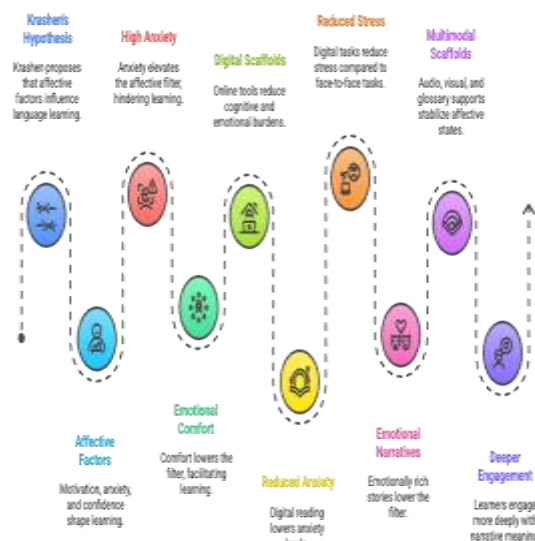 Krashen's
Hypothesis
Krashen proposes
that affective
factors influence
language learning.
Affective
Factors
Motivation, anxiety,
and confidence
shape learning.
High Anxiety
Anxiety elevates
the affective filter,
hindering learning.
Emotional
Comfort
Comfort lowers the
filter, facilitating
learning.
Digital Scaffolds
Online tools reduce
cognitive and
emotional burdens.
Reduced Anxiety
Digital reading
lowers anxiety
Reduced Stress
Digital tasks reduce
stress compared to
face-to-face tasks.
Emotional
Narratives
Emotionally rich
stories lower the
filter.
Multimodal
Scaffolds
Audio, visual, and
glossary supports
stabilize affective
states.
Deeper
Engagement
Learners engage
more deeply with
narrative meaning